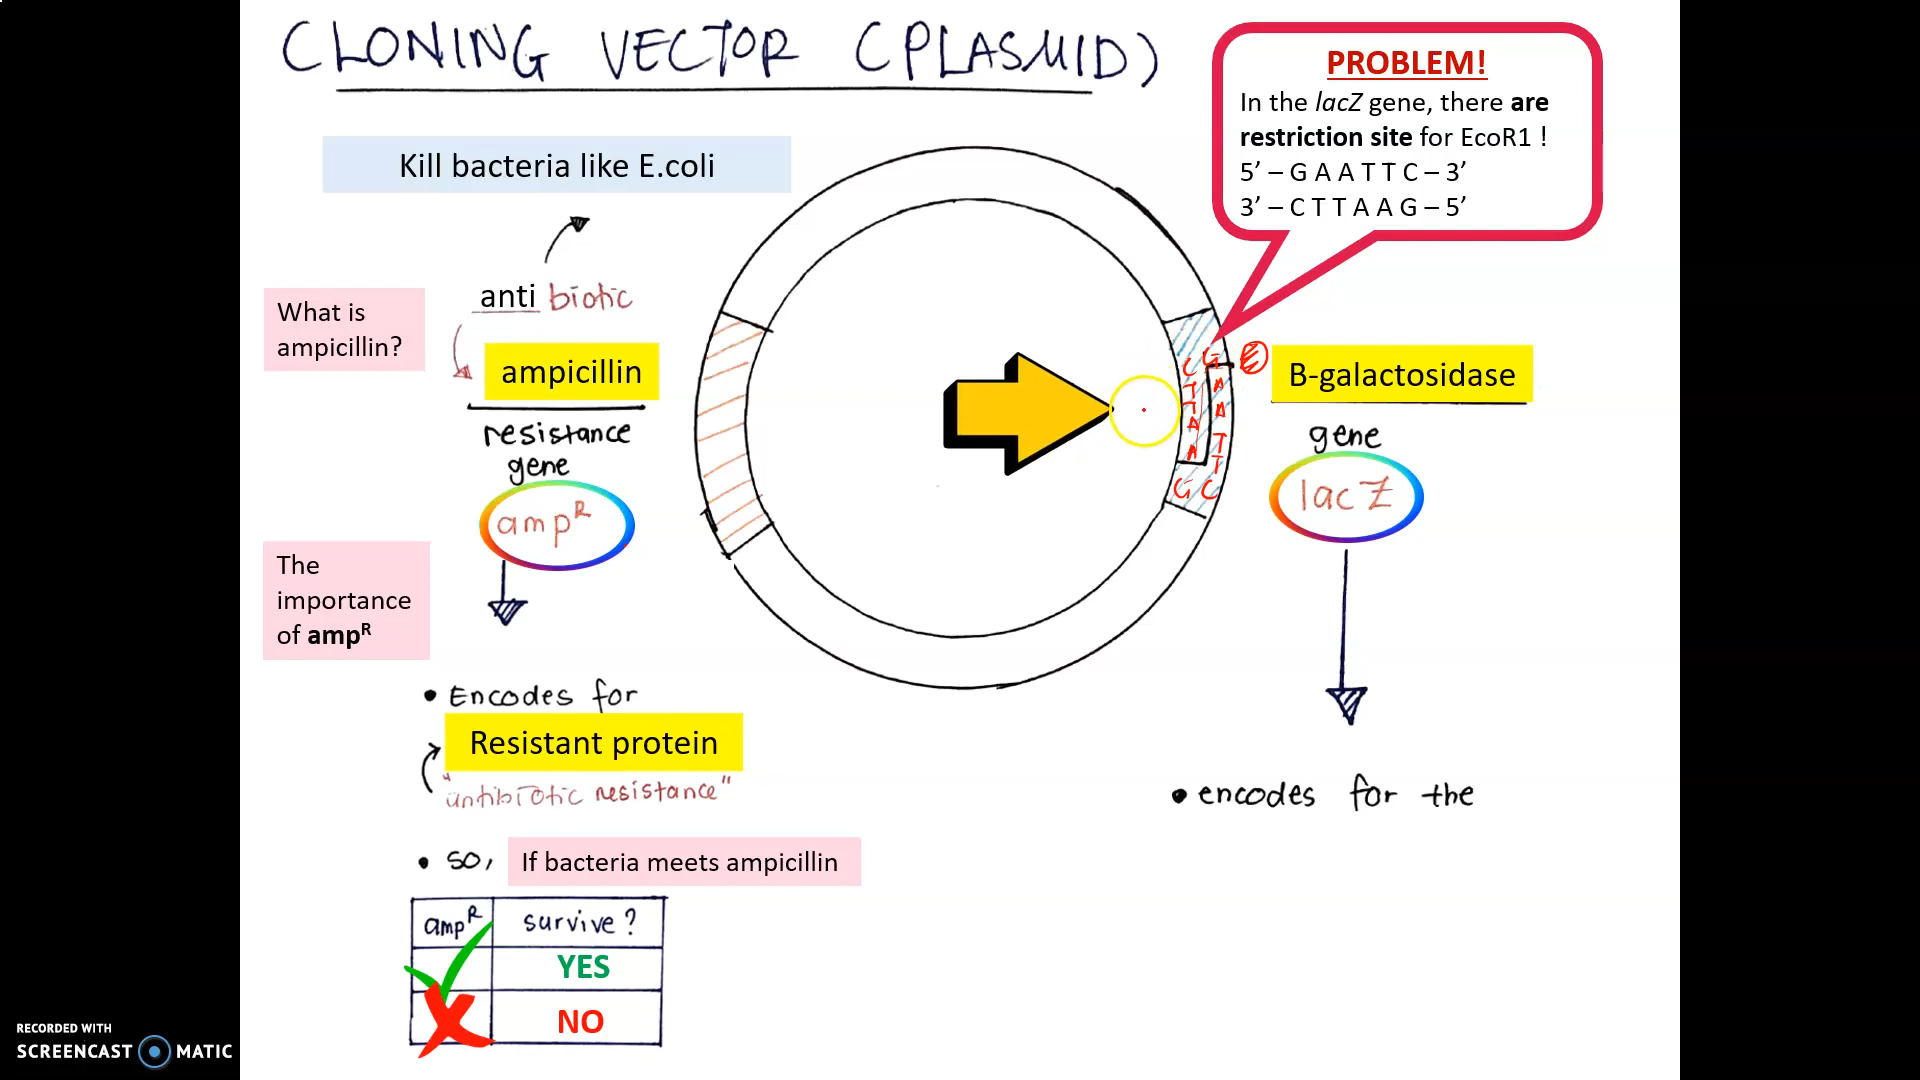 CLONING VECTOR (PLASMID)
PROBLEM!
In the lacZ gene, there are
restriction site for EcoR1 !
5’ – G A A T T C – 3’
3’ – C T T A A G – 5’
Kill bacteria like E.coli
anti biotic
What is
ampicillin?
ampicillin
resistance
gene
ampR
The
importance
of ampR
• Encodes for
Resistant protein
"antibiotic resistance"
• so, If bacteria meets ampicillin
ampR survive?
YES
NO
G A A T T C
C T T A A G
E
B-galactosidase
gene
lacZ
• encodes for the
RECORDED WITH
SCREENCAST MATIC